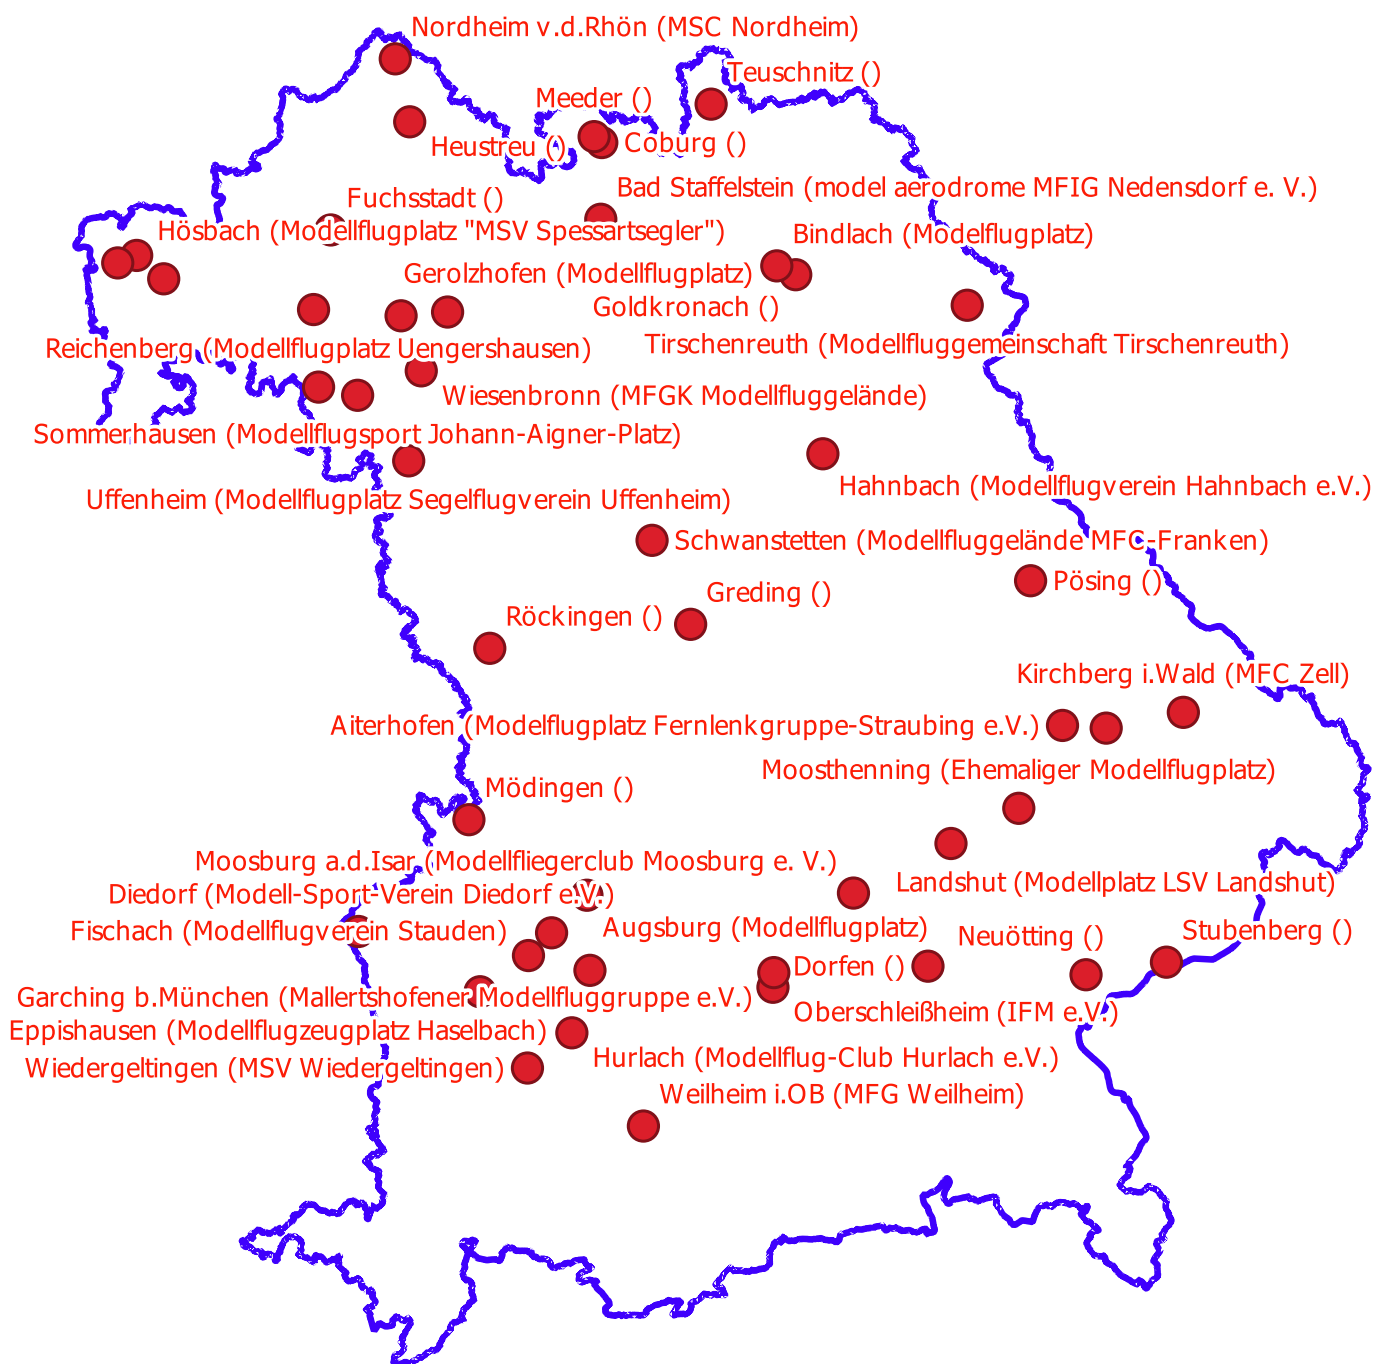 Nordheim v.d.Rhön (MSC Nordheim)
Teuschnitz ()
Meeder ()
Coburg ()
Heustreu ()
Bad Staffelstein (model aerodrome MFIG Nedensdorf e. V.)
Fuchsstadt ()
Hösbach (Modellflugplatz "MSV Spessartsegler")
Bindlach (Modelflugplatz)
Gerolzhofen (Modellflugplatz)
Goldkronach ()
Tirschenreuth (Modellfluggemeinschaft Tirschenreuth)
Reichenberg (Modellflugplatz Uengershausen)
Wiesenbronn (MFGK Modellfluggelände)
Sommerhausen (Modellflugsport Johann-Aigner-Platz)
Hahnbach (Modellflugverein Hahnbach e.V.)
Uffenheim (Modellflugplatz Segelflugverein Uffenheim)
Schwanstetten (Modellfluggelände MFC-Franken)
Pösing ()
Greding ()
Röckingen ()
Kirchberg i.Wald (MFC Zell)
Aiterhofen (Modelflugplatz Fernlenkgruppe-Straubing e.V.)
Moosthenning (Ehemaliger Modellflugplatz)
Mödingen ()
Moosburg a.d.Isar (Modellfliegerclub Moosburg e. V.)
Landshut (Modellplatz LSV Landshut)
Diedorf (Modell-Sport-Verein Diedorf e.V.)
Augsburg (Modellflugplatz)
Fischach (Modellflugverein Stauden)
Stubenberg ()
Neuötting ()
Dorfen ()
Garching b.München (Mallertshofener Modellfluggruppe e.V.)
Oberschleißheim (IFM e.V.)
Eppishausen (Modellflugzeugplatz Haselbach)
Hurlach (Modellflug-Club Hurlach e.V.)
Wiedergeltingen (MSV Wiedergeltingen)
Weilheim i.OB (MFG Weilheim)